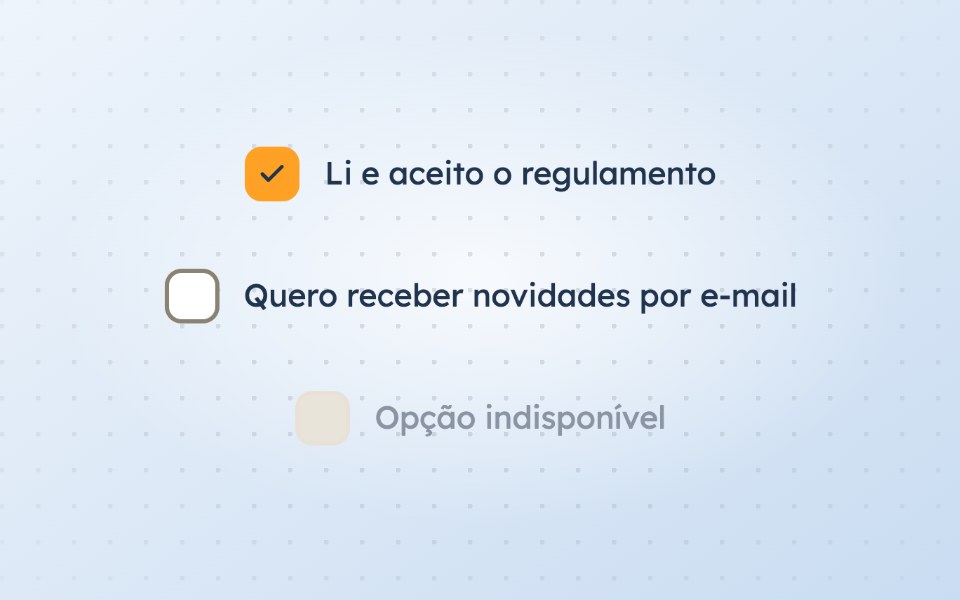 Li e aceito o regulamento
Quero receber novidades por e-mail
Opção indisponível